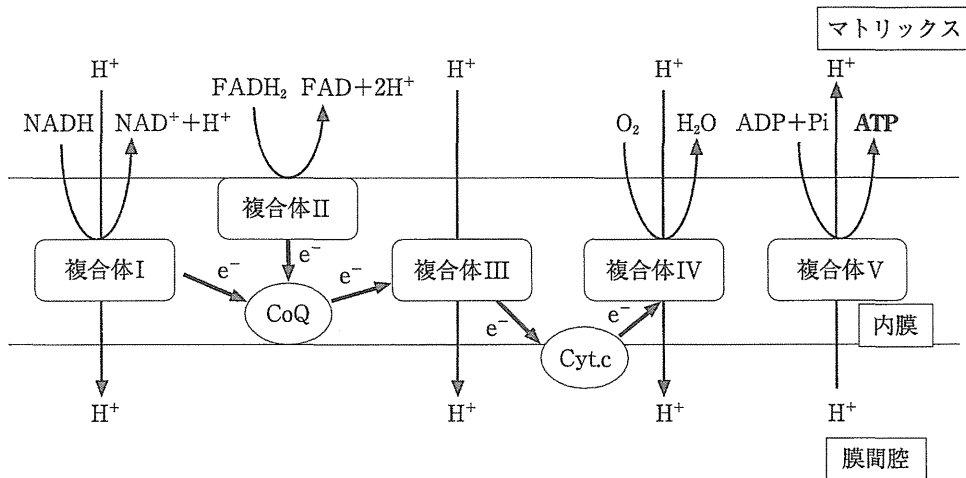 マトリックス
H⁺ H⁺ H⁺ H⁺
FADH₂ FAD+2H⁺
NADH NAD⁺+H⁺
O₂ H₂O ADP+Pi ATP
複合体II
複合体I e⁻ e⁻ e⁻ 複合体III 複合体IV 複合体V
CoQ
e⁻ e⁻ 内膜
Cyt.c
H⁺ H⁺ H⁺ H⁺
膜間腔